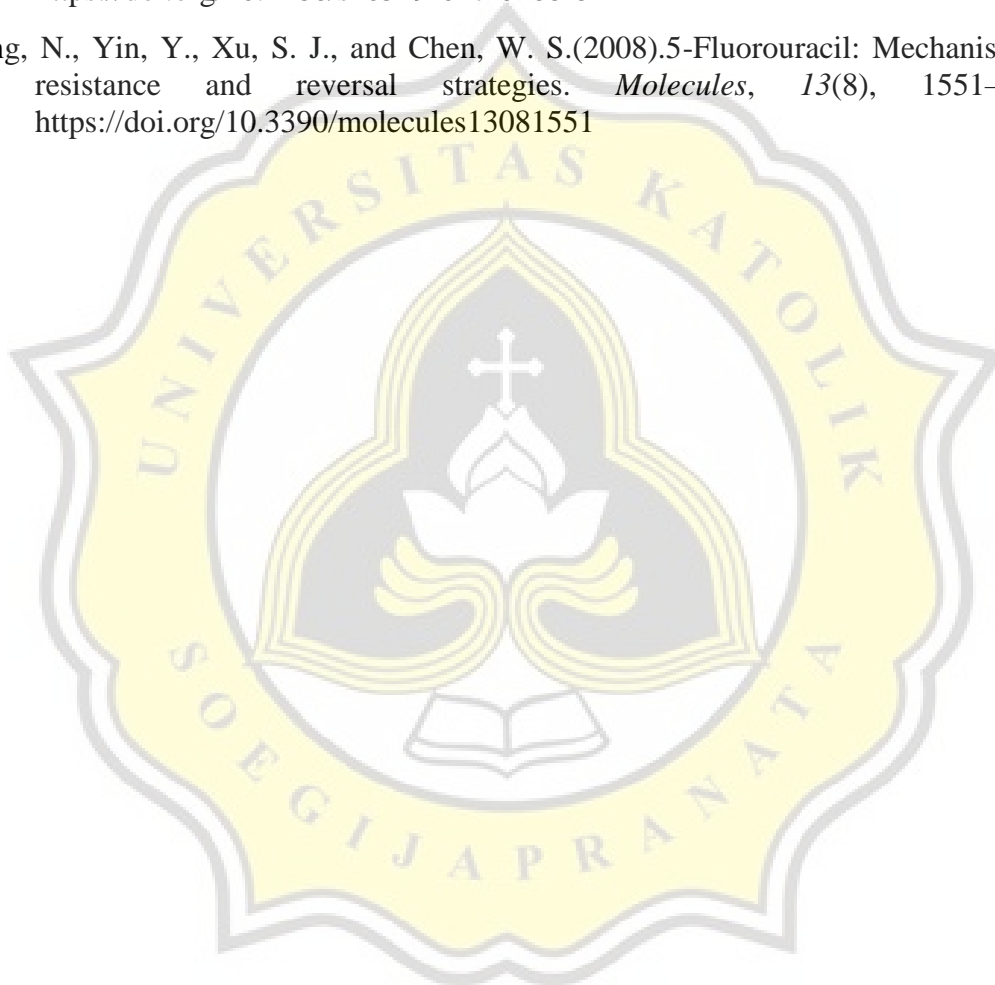 ng, N., Yin, Y., Xu, S. J., and Chen, W. S.(2008).5-Fluorouracil: Mechanis
resistance and reversal strategies. Molecules, 13(8), 1551–
https://doi.org/10.3390/molecules13081551
UNIVERSITAS KATOLIK
SOEGIJAPRANATA